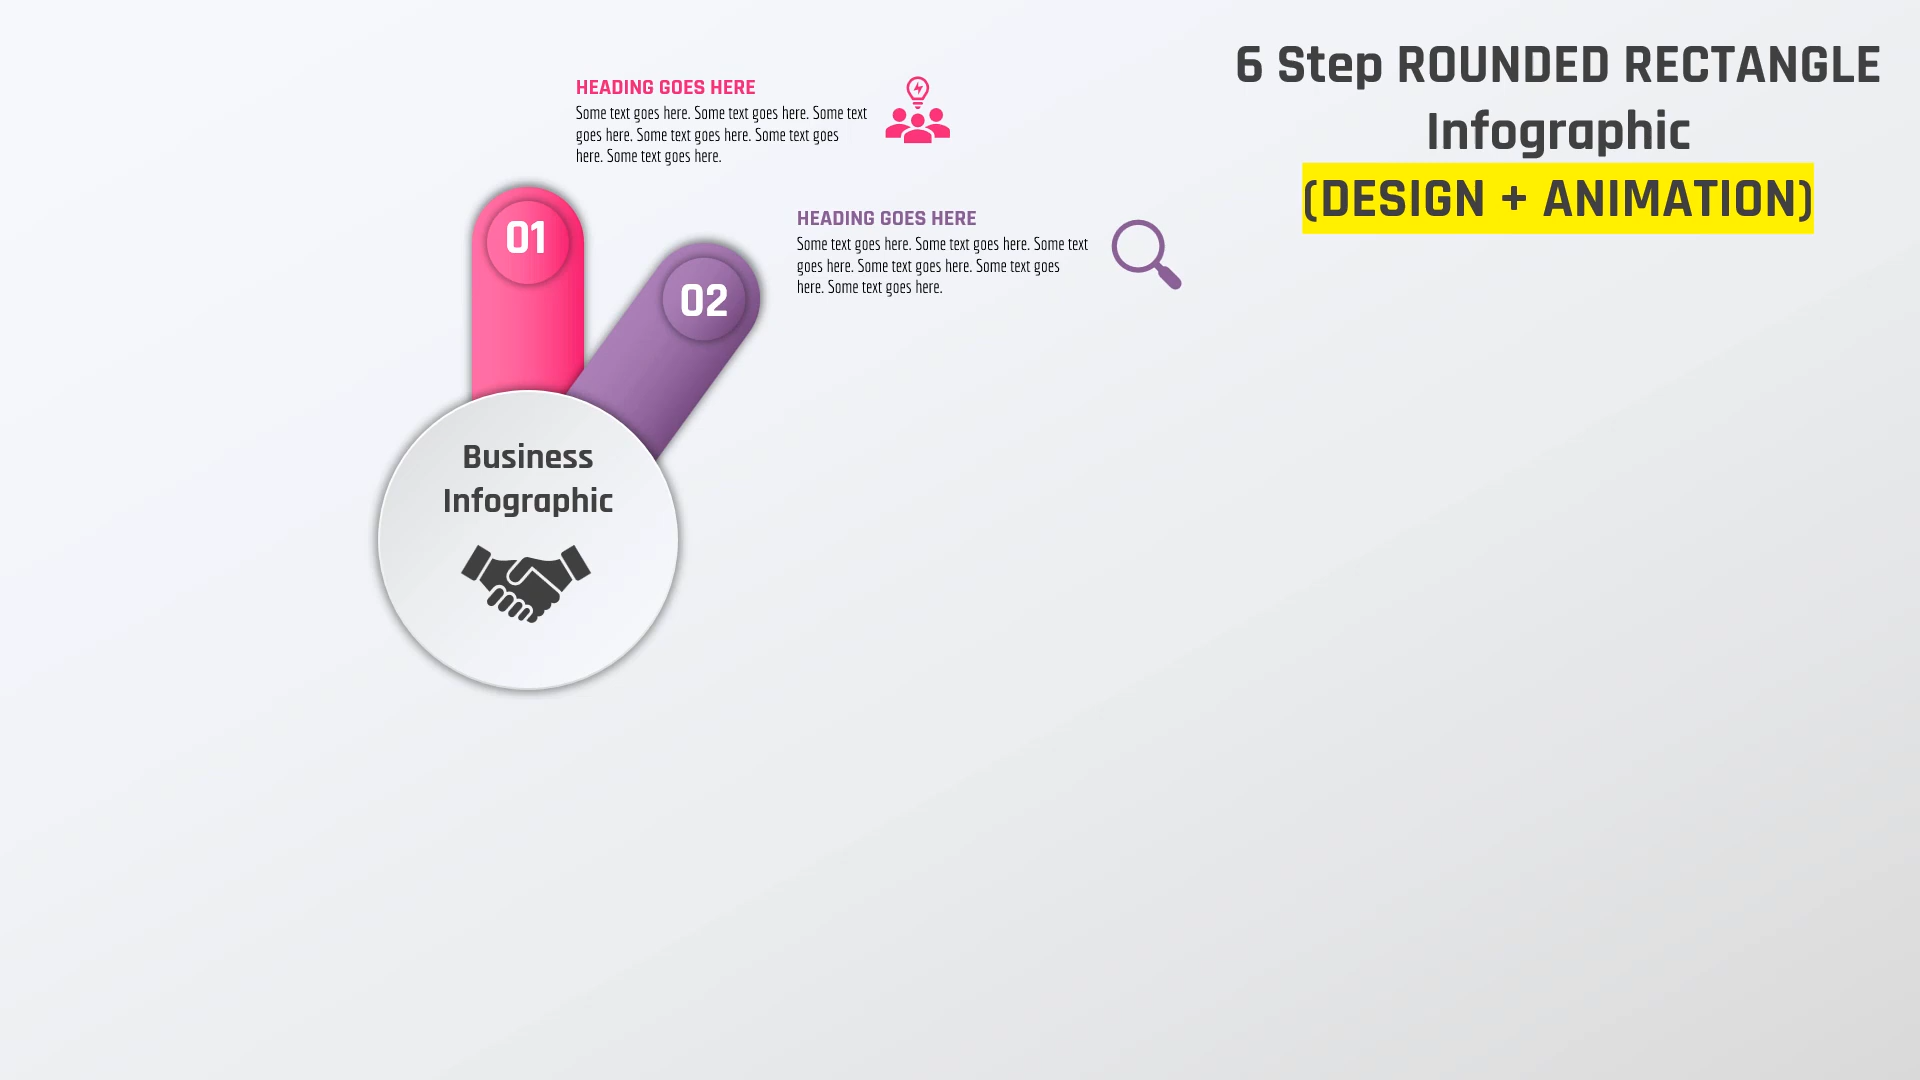 6 Step ROUNDED RECTANGLE
Infographic
(DESIGN + ANIMATION)
HEADING GOES HERE
Some text goes here. Some text goes here. Some text
goes here. Some text goes here. Some text goes
here. Some text goes here.
01
HEADING GOES HERE
Some text goes here. Some text goes here. Some text
goes here. Some text goes here. Some text goes
here. Some text goes here.
02
Business
Infographic